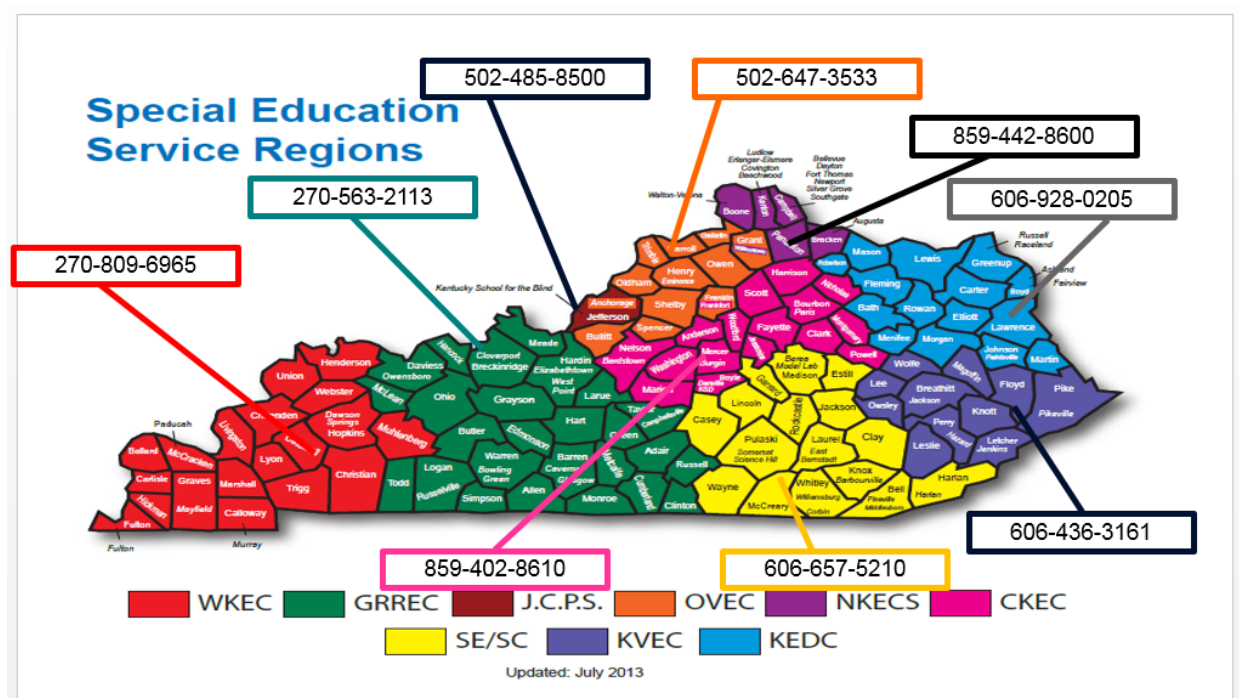 Special Education
Service Regions
502-485-8500
502-647-3533
859-442-8600
270-563-2113
606-928-0205
270-809-6965
Ludlow
Erlanger-Elsmere
Covington
Beechwood
Bellevue
Dayton
Fort Thomas
Newport
Silver Grove
Southgate
Boone
Kenton
Campbell
Augusta
Bracken
Grant
Owen
Henry
Eminence
Trimble
Oldham
Shelby
Franklin
Frankfort
Spencer
Bullitt
Anchorage
Jefferson
Kentucky School for the Blind
Mason
Robertson
Lewis
Greenup
Russell
Raceland
Ashland
Fairview
Boyd
Carter
Fleming
Rowan
Bath
Elliott
Lawrence
Menifee
Morgan
Johnson
Paintsville
Martin
Harrison
Nicholas
Scott
Bourbon
Paris
Fayette
Clark
Montgomery
Powell
Woodford
Anderson
Mercer
Burgin
Boyle
Danville
KSD
Washington
Nelson
Bardstown
Meade
Hancock
Cloverport
Breckinridge
Hardin
Elizabethtown
West
Point
Larue
Daviess
Owensboro
McLean
Ohio
Grayson
Hart
Green
Campbellsville
Adair
Russell
Butler
Edmonson
Warren
Bowling
Green
Barren
Metcalfe
Cumberland
Clinton
Monroe
Allen
Simpson
Logan
Russellville
Todd
Henderson
Union
Webster
Dawson
Springs
Hopkins
Muhlenberg
Christian
Lyon
Trigg
Livingston
Paducah
Ballard
McCracken
Carlisle
Graves
Marshall
Hickman
Mayfield
Calloway
Fulton
Fulton
Murray
Berea
Model Lab
Madison
Estill
Garrard
Lincoln
Rockcastle
Jackson
Casey
Pulaski
Somerset
Science Hill
Laurel
East
Bernstadt
Clay
Wayne
McCreary
Whitley
Williamsburg
Corbin
Knox
Barbourville
Bell
Pineville
Middlesboro
Harlan
Harlan
Wolfe
Magoffin
Lee
Breathitt
Jackson
Owsley
Floyd
Pike
Pikeville
Knott
Perry
Hazard
Leslie
Letcher
Jenkins
606-436-3161
859-402-8610
606-657-5210
WKEC
GRREC
J.C.P.S.
OVEC
NKECS
CKEC
SE/SC
KVEC
KEDC
Updated: July 2013